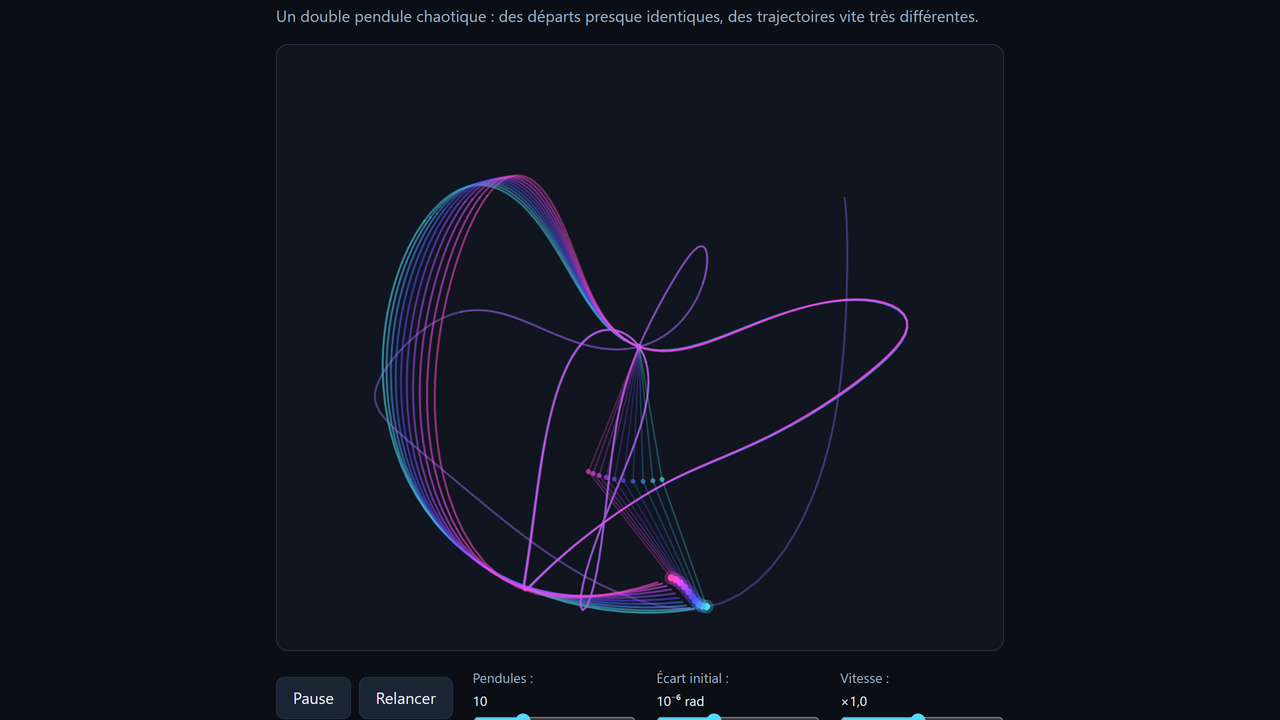 Un double pendule chaotique : des départs presque identiques, des trajectoires vite très différentes.
Pause
Relancer
Pendules :
10
Écart initial :
10⁻⁶ rad
Vitesse :
×1,0